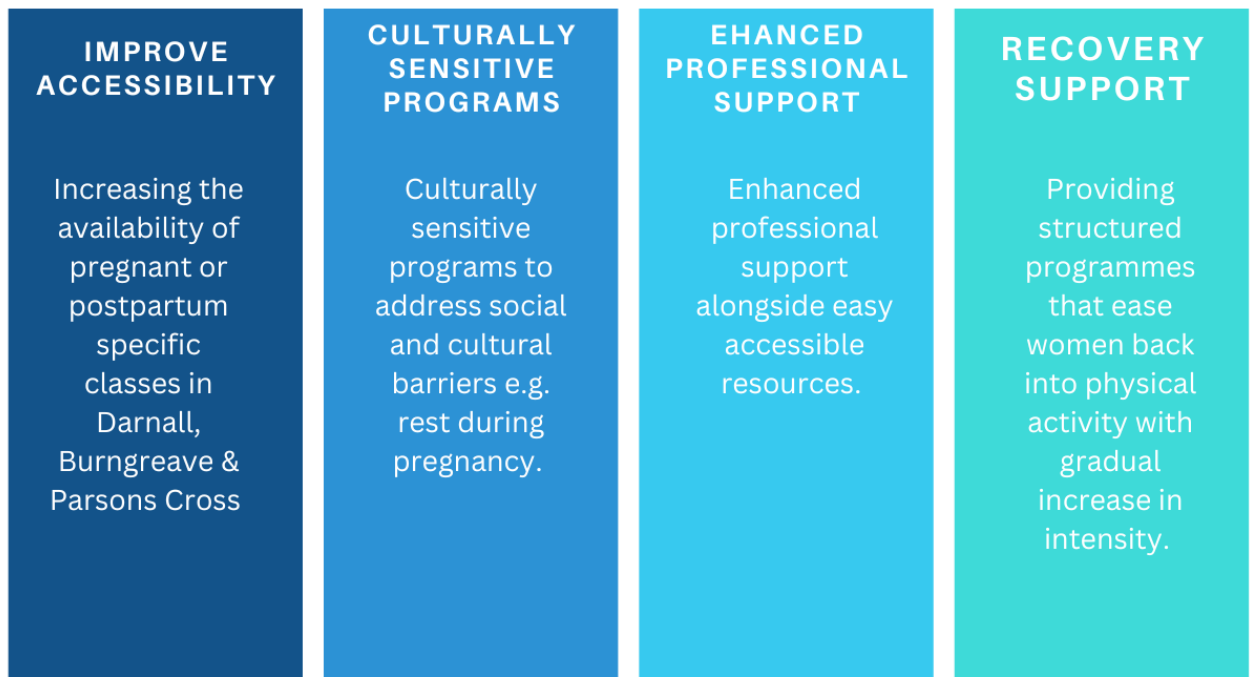 IMPROVE
ACCESSIBILITY
Increasing the
availability of
pregnant or
postpartum
specific
classes in
Darnall,
Burngreave &
Parsons Cross
CULTURALLY
SENSITIVE
PROGRAMS
Culturally
sensitive
programs to
address social
and cultural
barriers e.g.
rest during
pregnancy.
EHANCED
PROFESSIONAL
SUPPORT
Enhanced
professional
support
alongside easy
accessible
resources.
RECOVERY
SUPPORT
Providing
structured
programmes
that ease
women back
into physical
activity with
gradual
increase in
intensity.